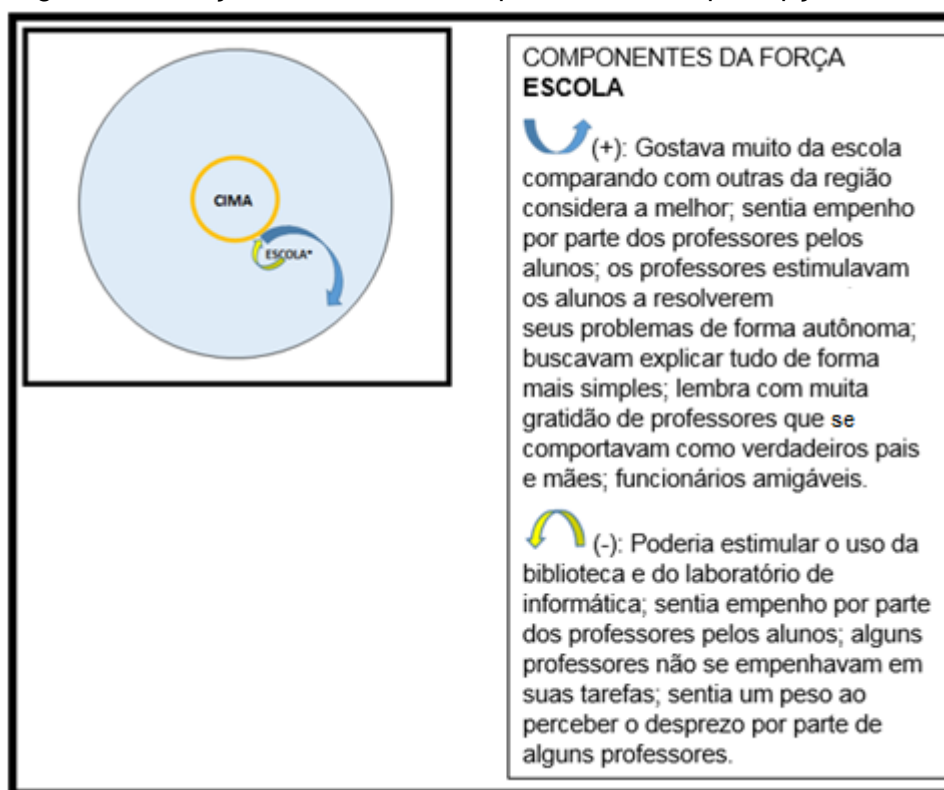 CIMA
ESCOLA*
COMPONENTES DA FORÇA
ESCOLA
(+): Gostava muito da escola
comparando com outras da região
considera a melhor; sentia empenho
por parte dos professores pelos
alunos; os professores estimulavam
os alunos a resolverem
seus problemas de forma autônoma;
buscavam explicar tudo de forma
mais simples; lembra com muita
gratidão de professores que se
comportavam como verdadeiros pais
e mães; funcionários amigáveis.
(-): Poderia estimular o uso da
biblioteca e do laboratório de
informática; sentia empenho por parte
dos professores pelos alunos; alguns
professores não se empenhavam em
suas tarefas; sentia um peso ao
perceber o desprezo por parte de
alguns professores.